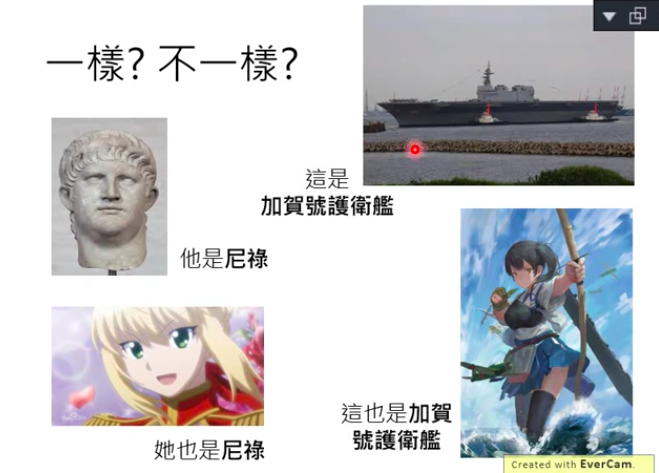 一樣? 不一樣?
這是
加賀號護衛艦
他是尼祿
她也是尼祿
這也是加賀
號護衛艦
Created with EverCam.